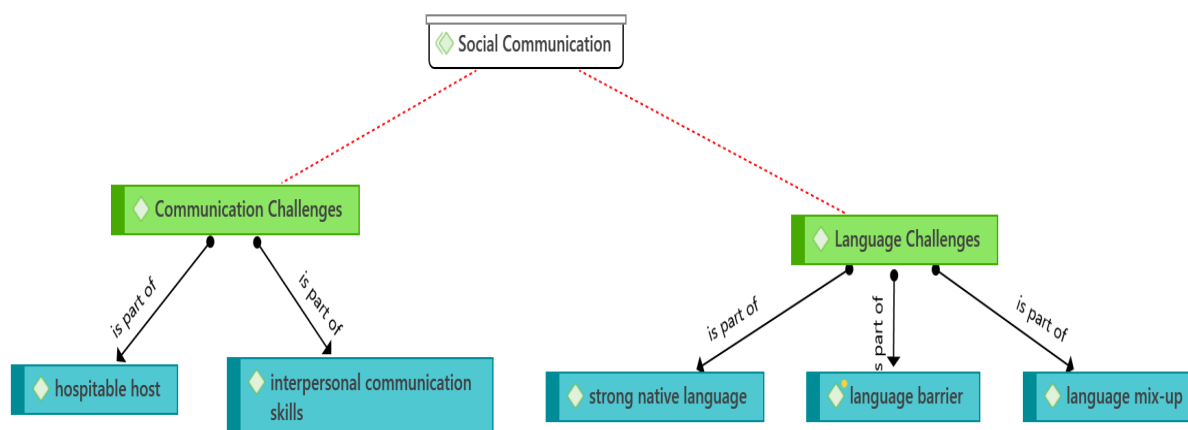 Social Communication
Communication Challenges
Language Challenges
is part of
is part of
is part of
s part of
is part of
hospitable host
interpersonal communication
skills
strong native language
language barrier
language mix-up